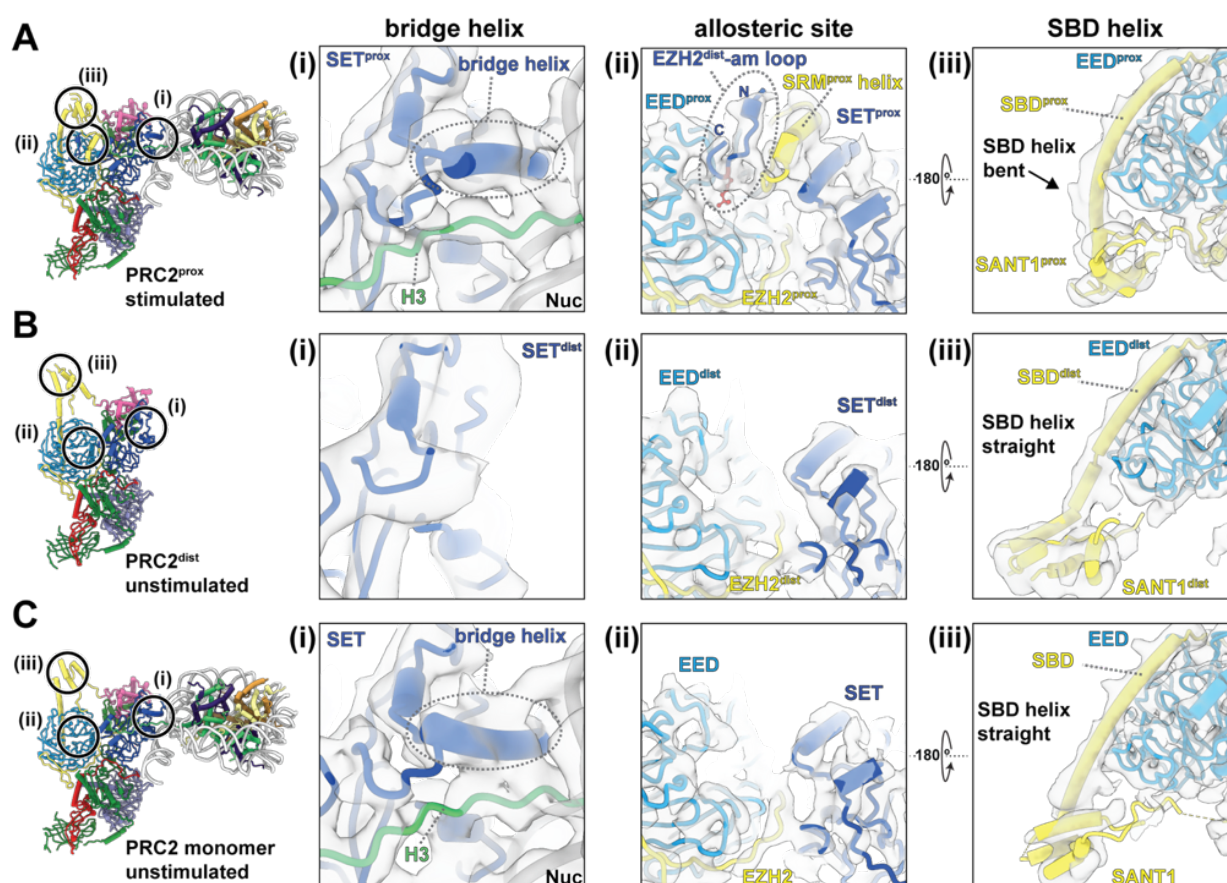 bridge helix
allosteric site
SBD helix
A
(iii)
(ii)
(i)
PRC2prox
stimulated
(i)
SETprox
bridge helix
H3
Nuc
(ii)
EZH2dist-am loop
SRMprox
helix
EEDprox
N
C
SETprox
EZH2prox
180°
(iii)
EEDprox
SBDprox
SBD helix
bent
SANT1prox
B
(iii)
(i)
(ii)
PRC2dist
unstimulated
(i)
SETdist
(ii)
EEDdist
SETdist
EZH2dist
180°
(iii)
EEDdist
SBDdist
SBD helix
straight
SANT1dist
C
(iii)
(i)
(ii)
PRC2 monomer
unstimulated
(i)
SET
bridge helix
H3
Nuc
(ii)
EED
SET
EZH2
180°
(iii)
EED
SBD
SBD helix
straight
SANT1